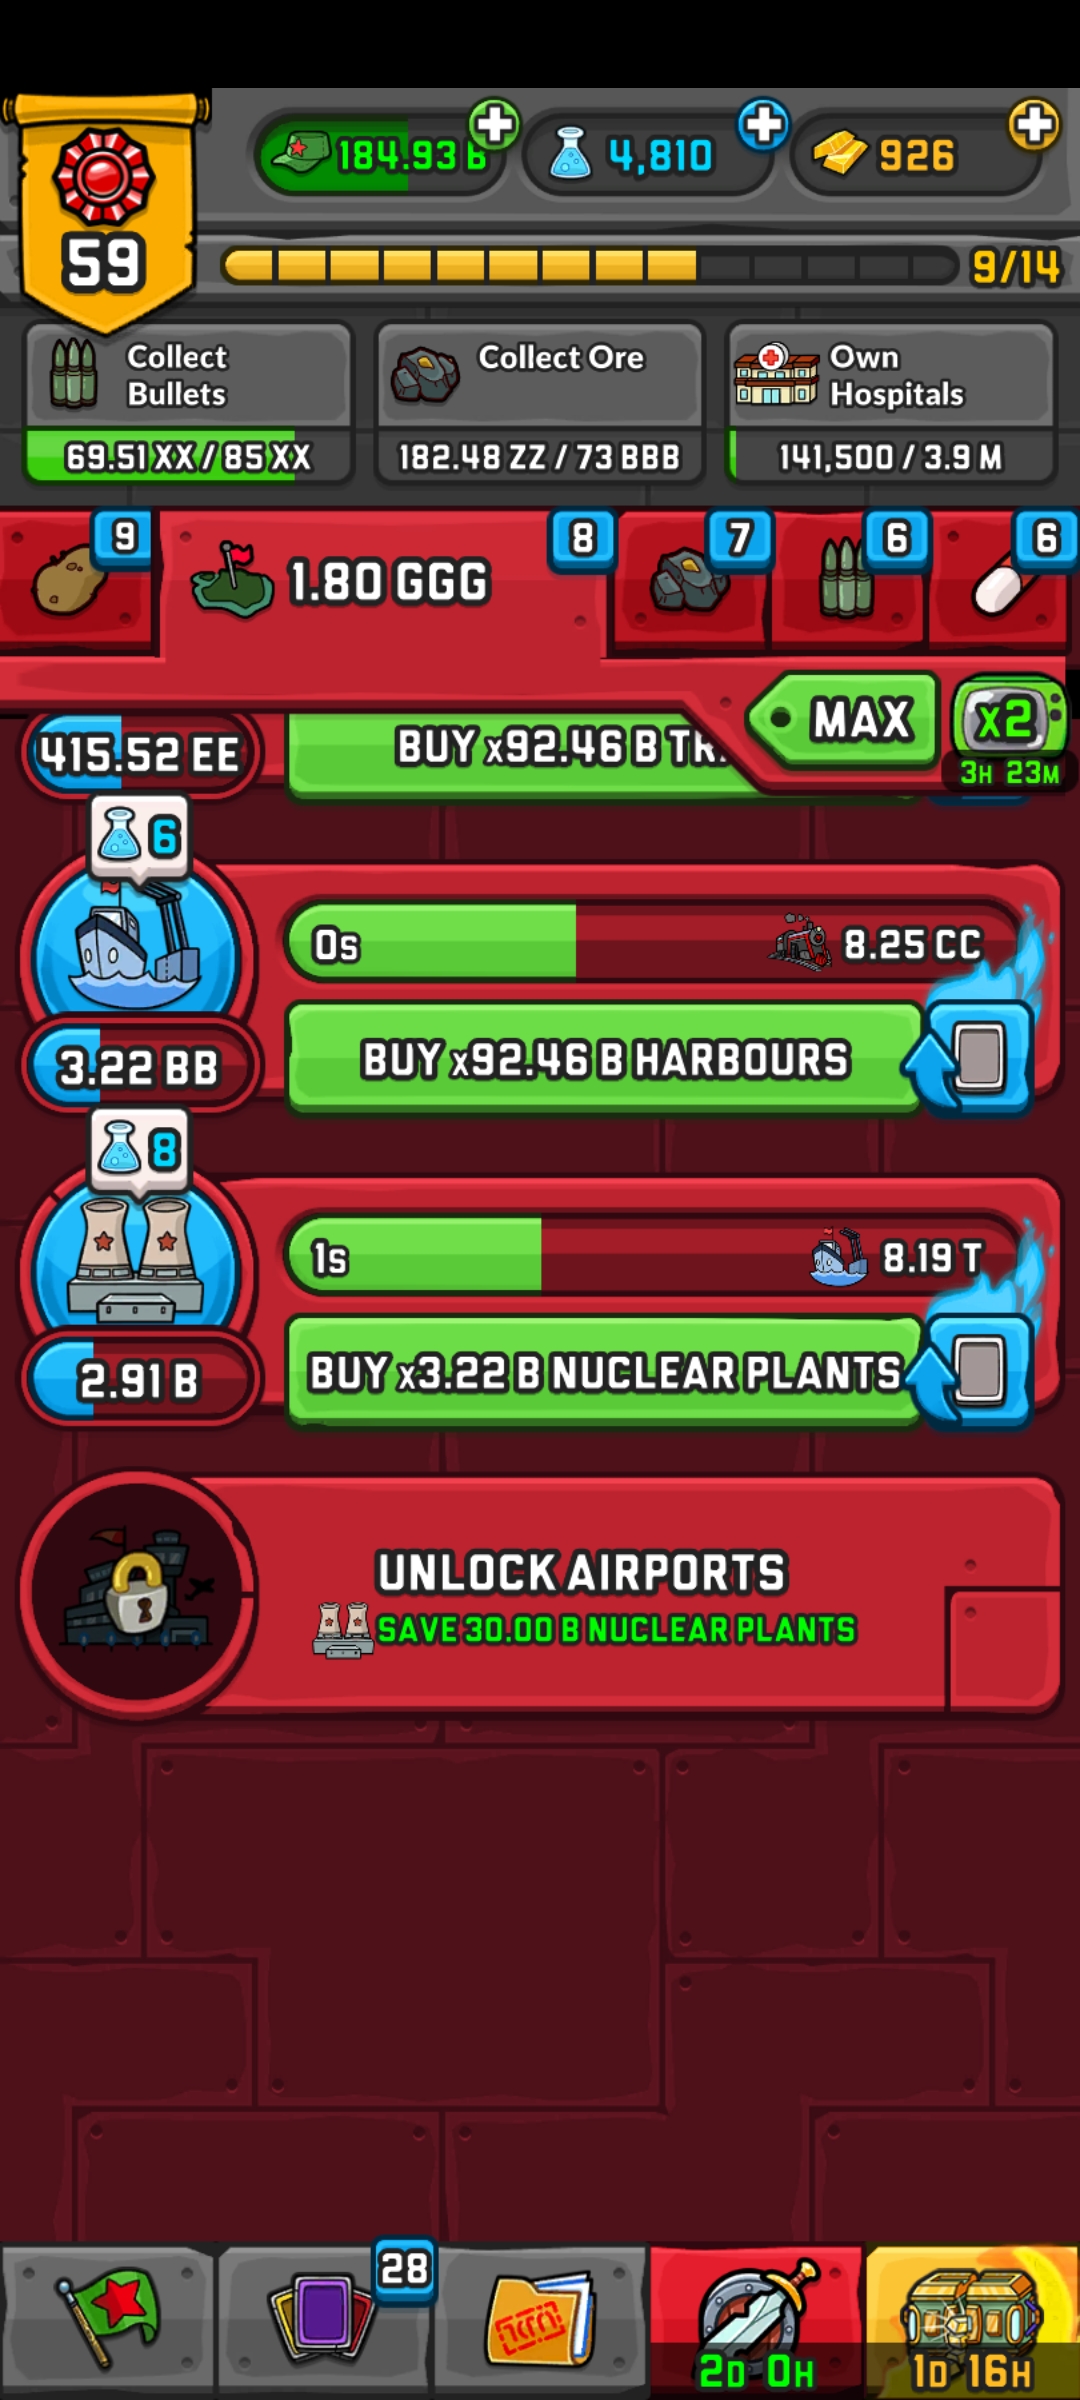 184.93 B
4,810
926
59
9/14
Collect
Bullets
69.51 XX / 85 XX
Collect Ore
182.48 ZZ / 73 BBB
Own
Hospitals
141,500 / 3.9 M
9
1.80 GGG
8
7
6
6
MAX
x2
3H 23M
415.52 EE
BUY x92.46 B
6
0s
8.25 CC
3.22 BB
BUY x92.46 B HARBOURS
8
1s
8.19 T
2.91 B
BUY x3.22 B NUCLEAR PLANTS
UNLOCK AIRPORTS
SAVE 30.00 B NUCLEAR PLANTS
28
2D 0H
1D 16H